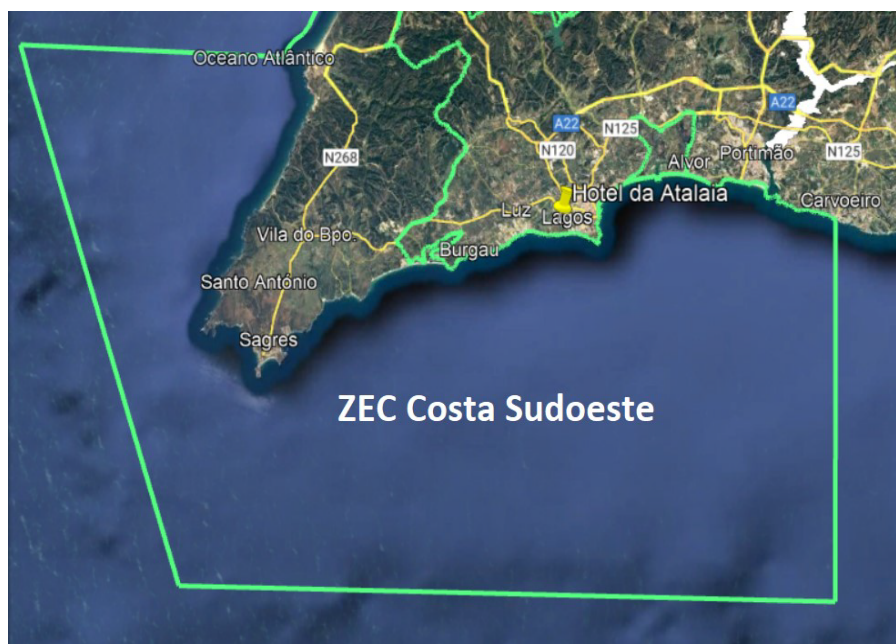 Oceano Atlântico
A22
A22
N125
N268
N120
N125
Alvor
Portimão
Hotel da Atalaia
Carvoeiro
Luz
Lagos
Vila do Bpo.
Burgau
Santo António
Sagres
ZEC Costa Sudoeste